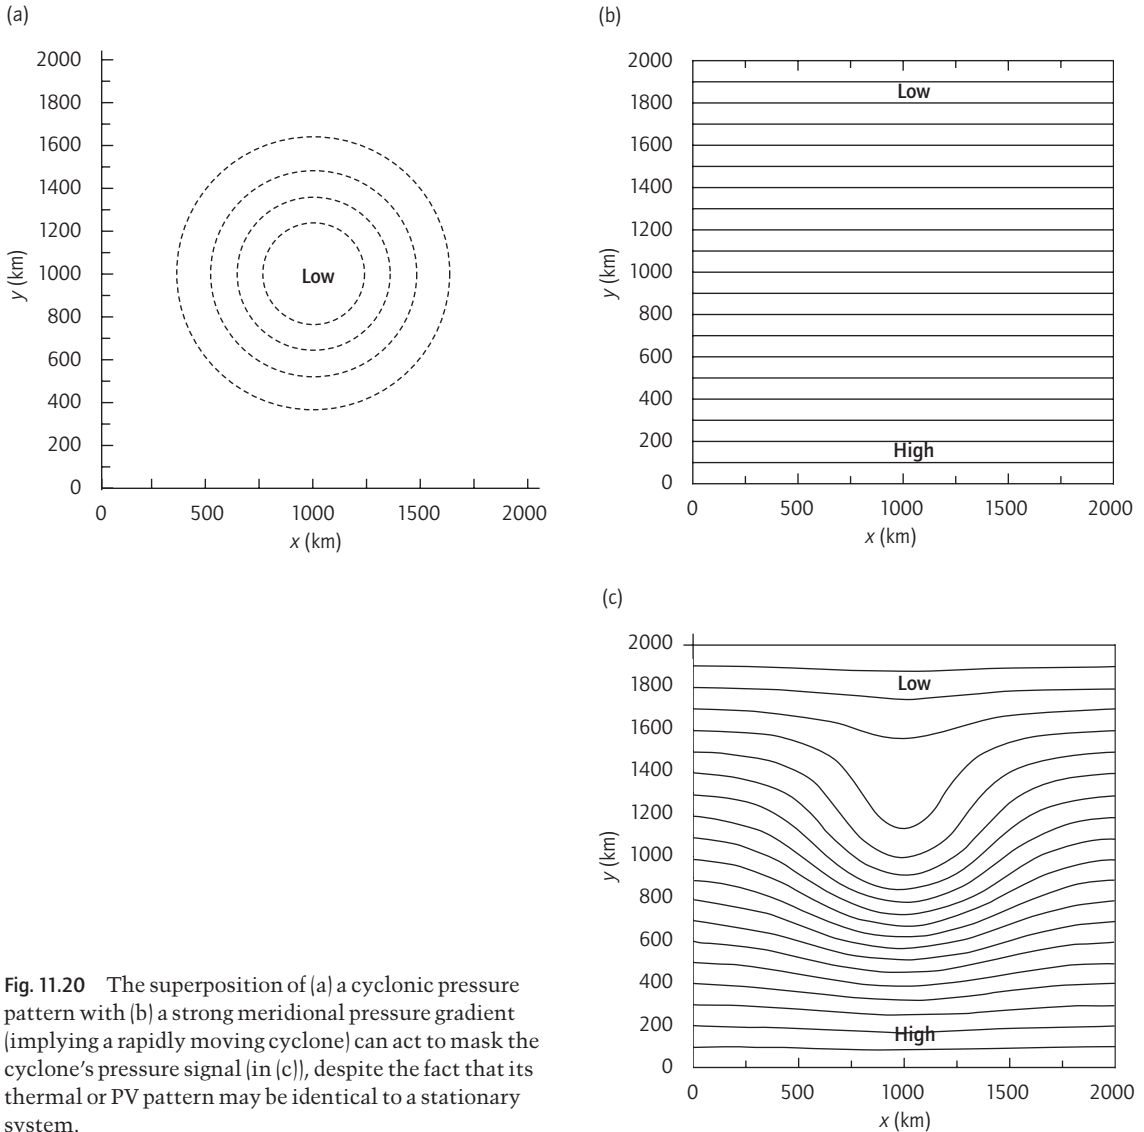 (a)
2000
1800
1600
1400
1200
1000
800
600
400
200
0
y (km)
Low
0 500 1000 1500 2000
x (km)
(b)
2000
1800
1600
1400
1200
1000
800
600
400
200
0
y (km)
Low
High
0 500 1000 1500 2000
x (km)
(c)
2000
1800
1600
1400
1200
1000
800
600
400
200
0
y (km)
Low
High
0 500 1000 1500 2000
x (km)
Fig. 11.20 The superposition of (a) a cyclonic pressure
pattern with (b) a strong meridional pressure gradient
(implying a rapidly moving cyclone) can act to mask the
cyclone's pressure signal (in (c)), despite the fact that its
thermal or PV pattern may be identical to a stationary
system.